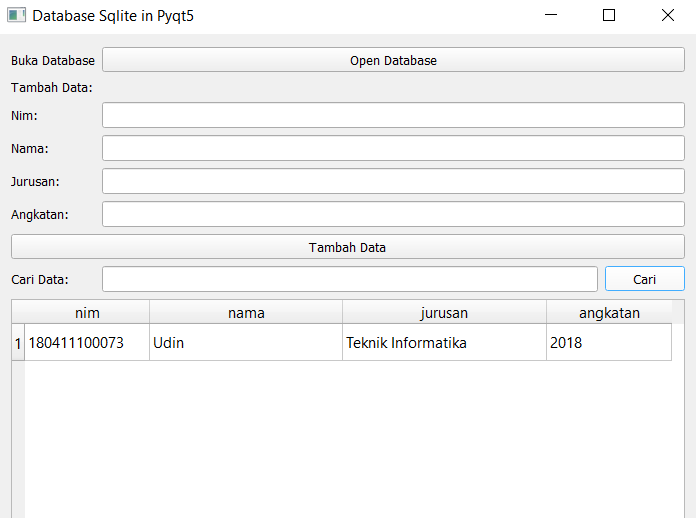 Database Sqlite in Pyqt5
Buka Database Open Database
Tambah Data:
Nim:
Nama:
Jurusan:
Angkatan:
Tambah Data
Cari Data: Cari
nim nama jurusan angkatan
1 180411100073 Udin Teknik Informatika 2018